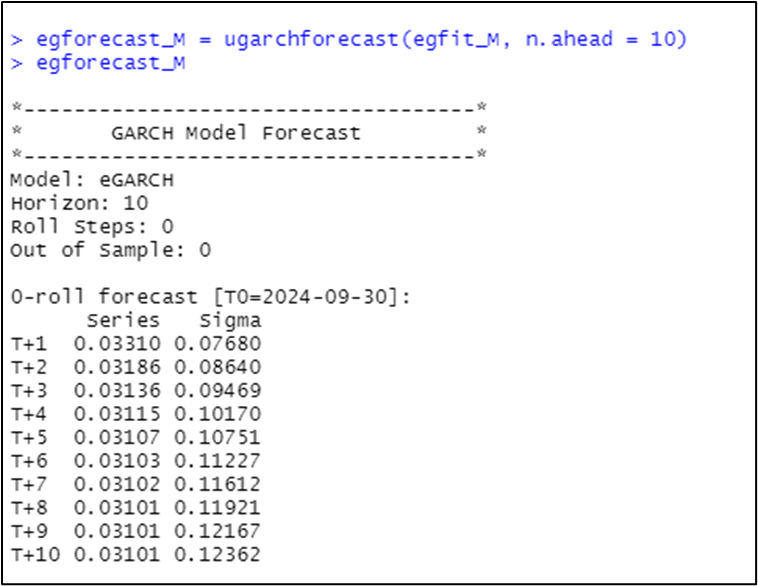 > egforecast_M = ugarchforecast(egfit_M, n.ahead = 10)
> egforecast_M
*------------------------------------*
*       GARCH Model Forecast         *
*------------------------------------*
Model: eGARCH
Horizon: 10
Roll Steps: 0
Out of Sample: 0
0-roll forecast [T0=2024-09-30]:
      Series   Sigma
T+1  0.03310 0.07680
T+2  0.03186 0.08640
T+3  0.03136 0.09469
T+4  0.03115 0.10170
T+5  0.03107 0.10751
T+6  0.03103 0.11227
T+7  0.03102 0.11612
T+8  0.03101 0.11921
T+9  0.03101 0.12167
T+10 0.03101 0.12362